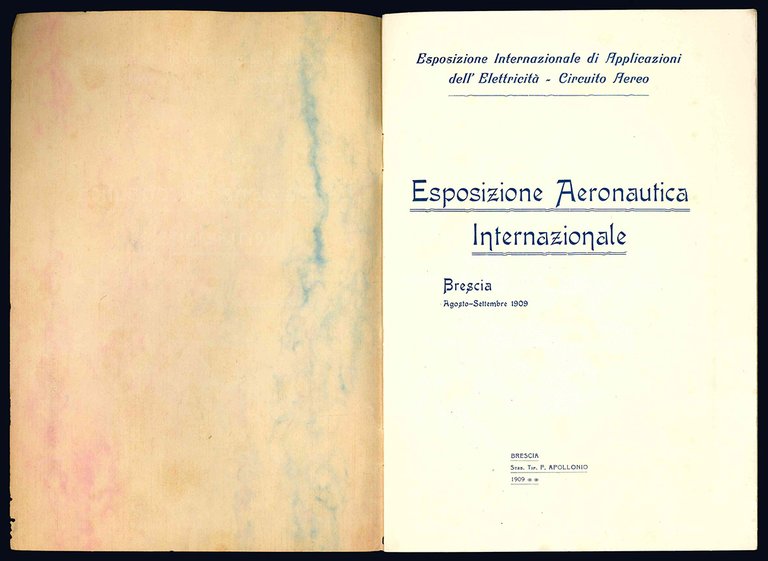 Esposizione Internazionale di Applicazioni
dell' Elettricità - Circuito Aereo
Esposizione Aeronautica
Internazionale
Brescia
Agosto-Settembre 1909
BRESCIA
Stab. Tip. F. APOLLONIO
1909